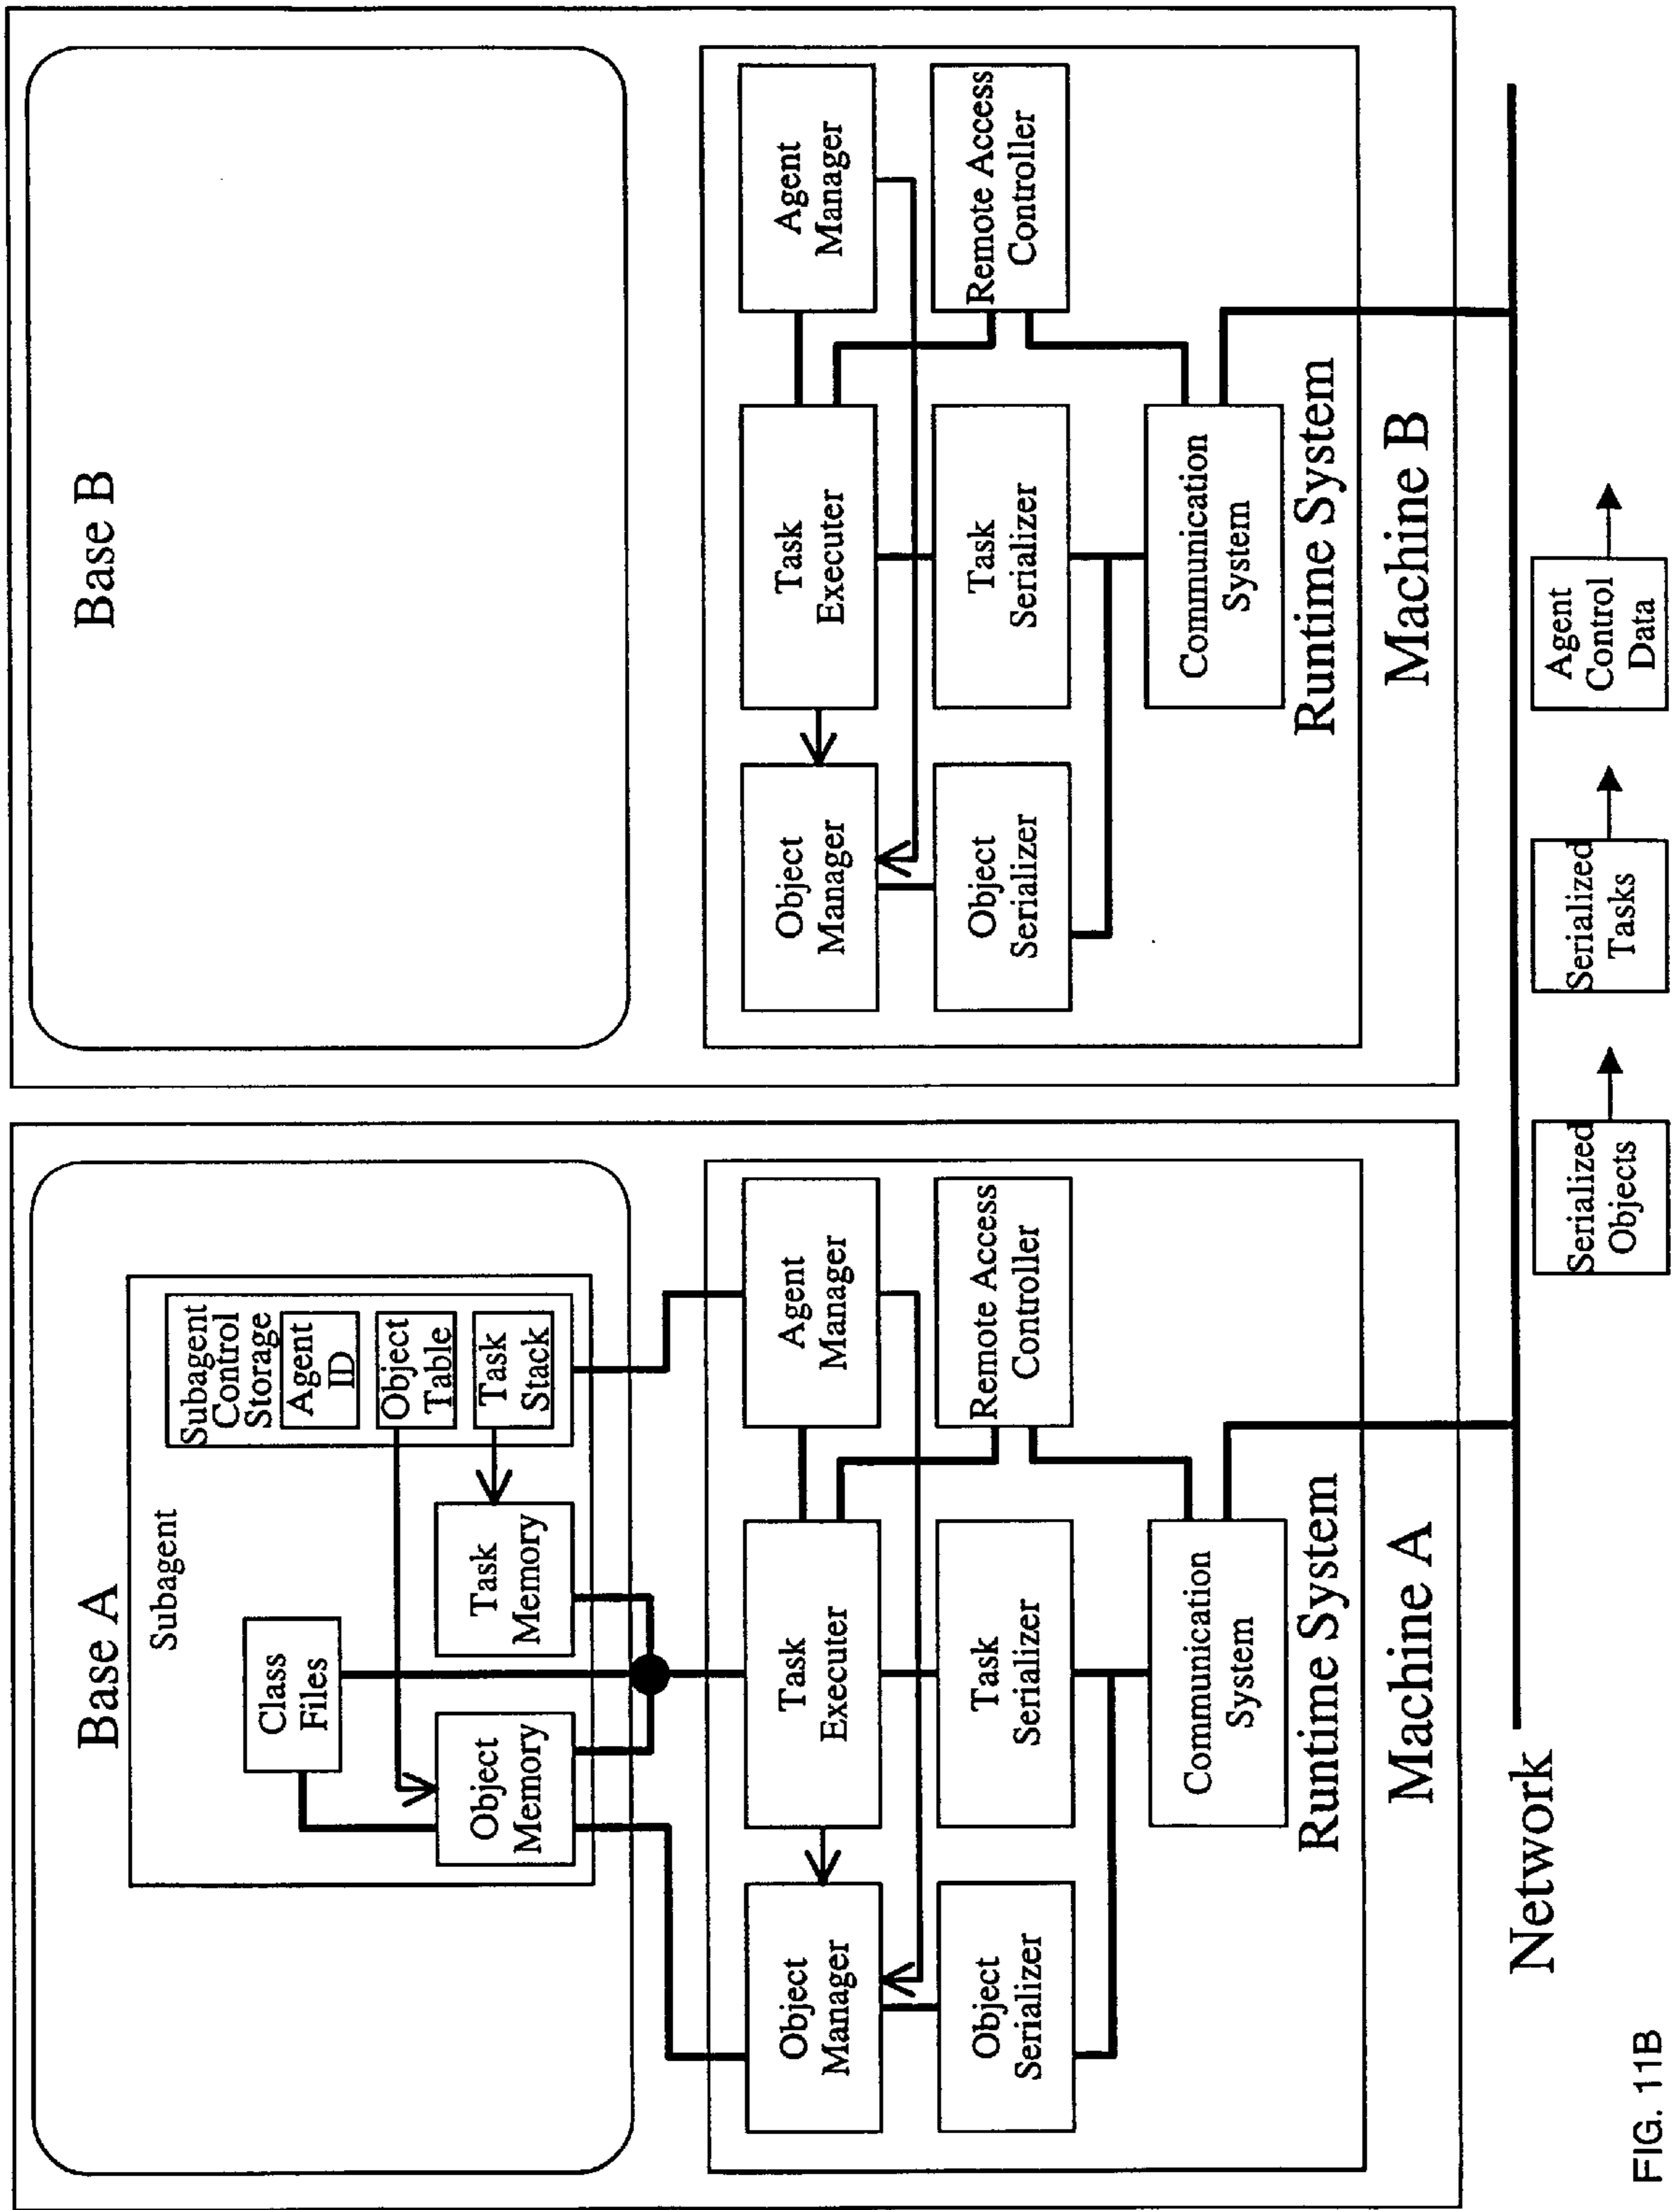 Base A
Subagent
Class
Files
Object
Memory
Task
Memory
Subagent
Control
Storage
Agent
ID
Object
Table
Task
Stack
Object
Manager
Task
Executer
Agent
Manager
Object
Serializer
Task
Serializer
Remote Access
Controller
Communication
System
Runtime System
Machine A
Base B
Object
Manager
Task
Executer
Agent
Manager
Object
Serializer
Task
Serializer
Remote Access
Controller
Communication
System
Runtime System
Machine B
Network
Serialized
Objects
Serialized
Tasks
Agent
Control
Data
FIG. 11B